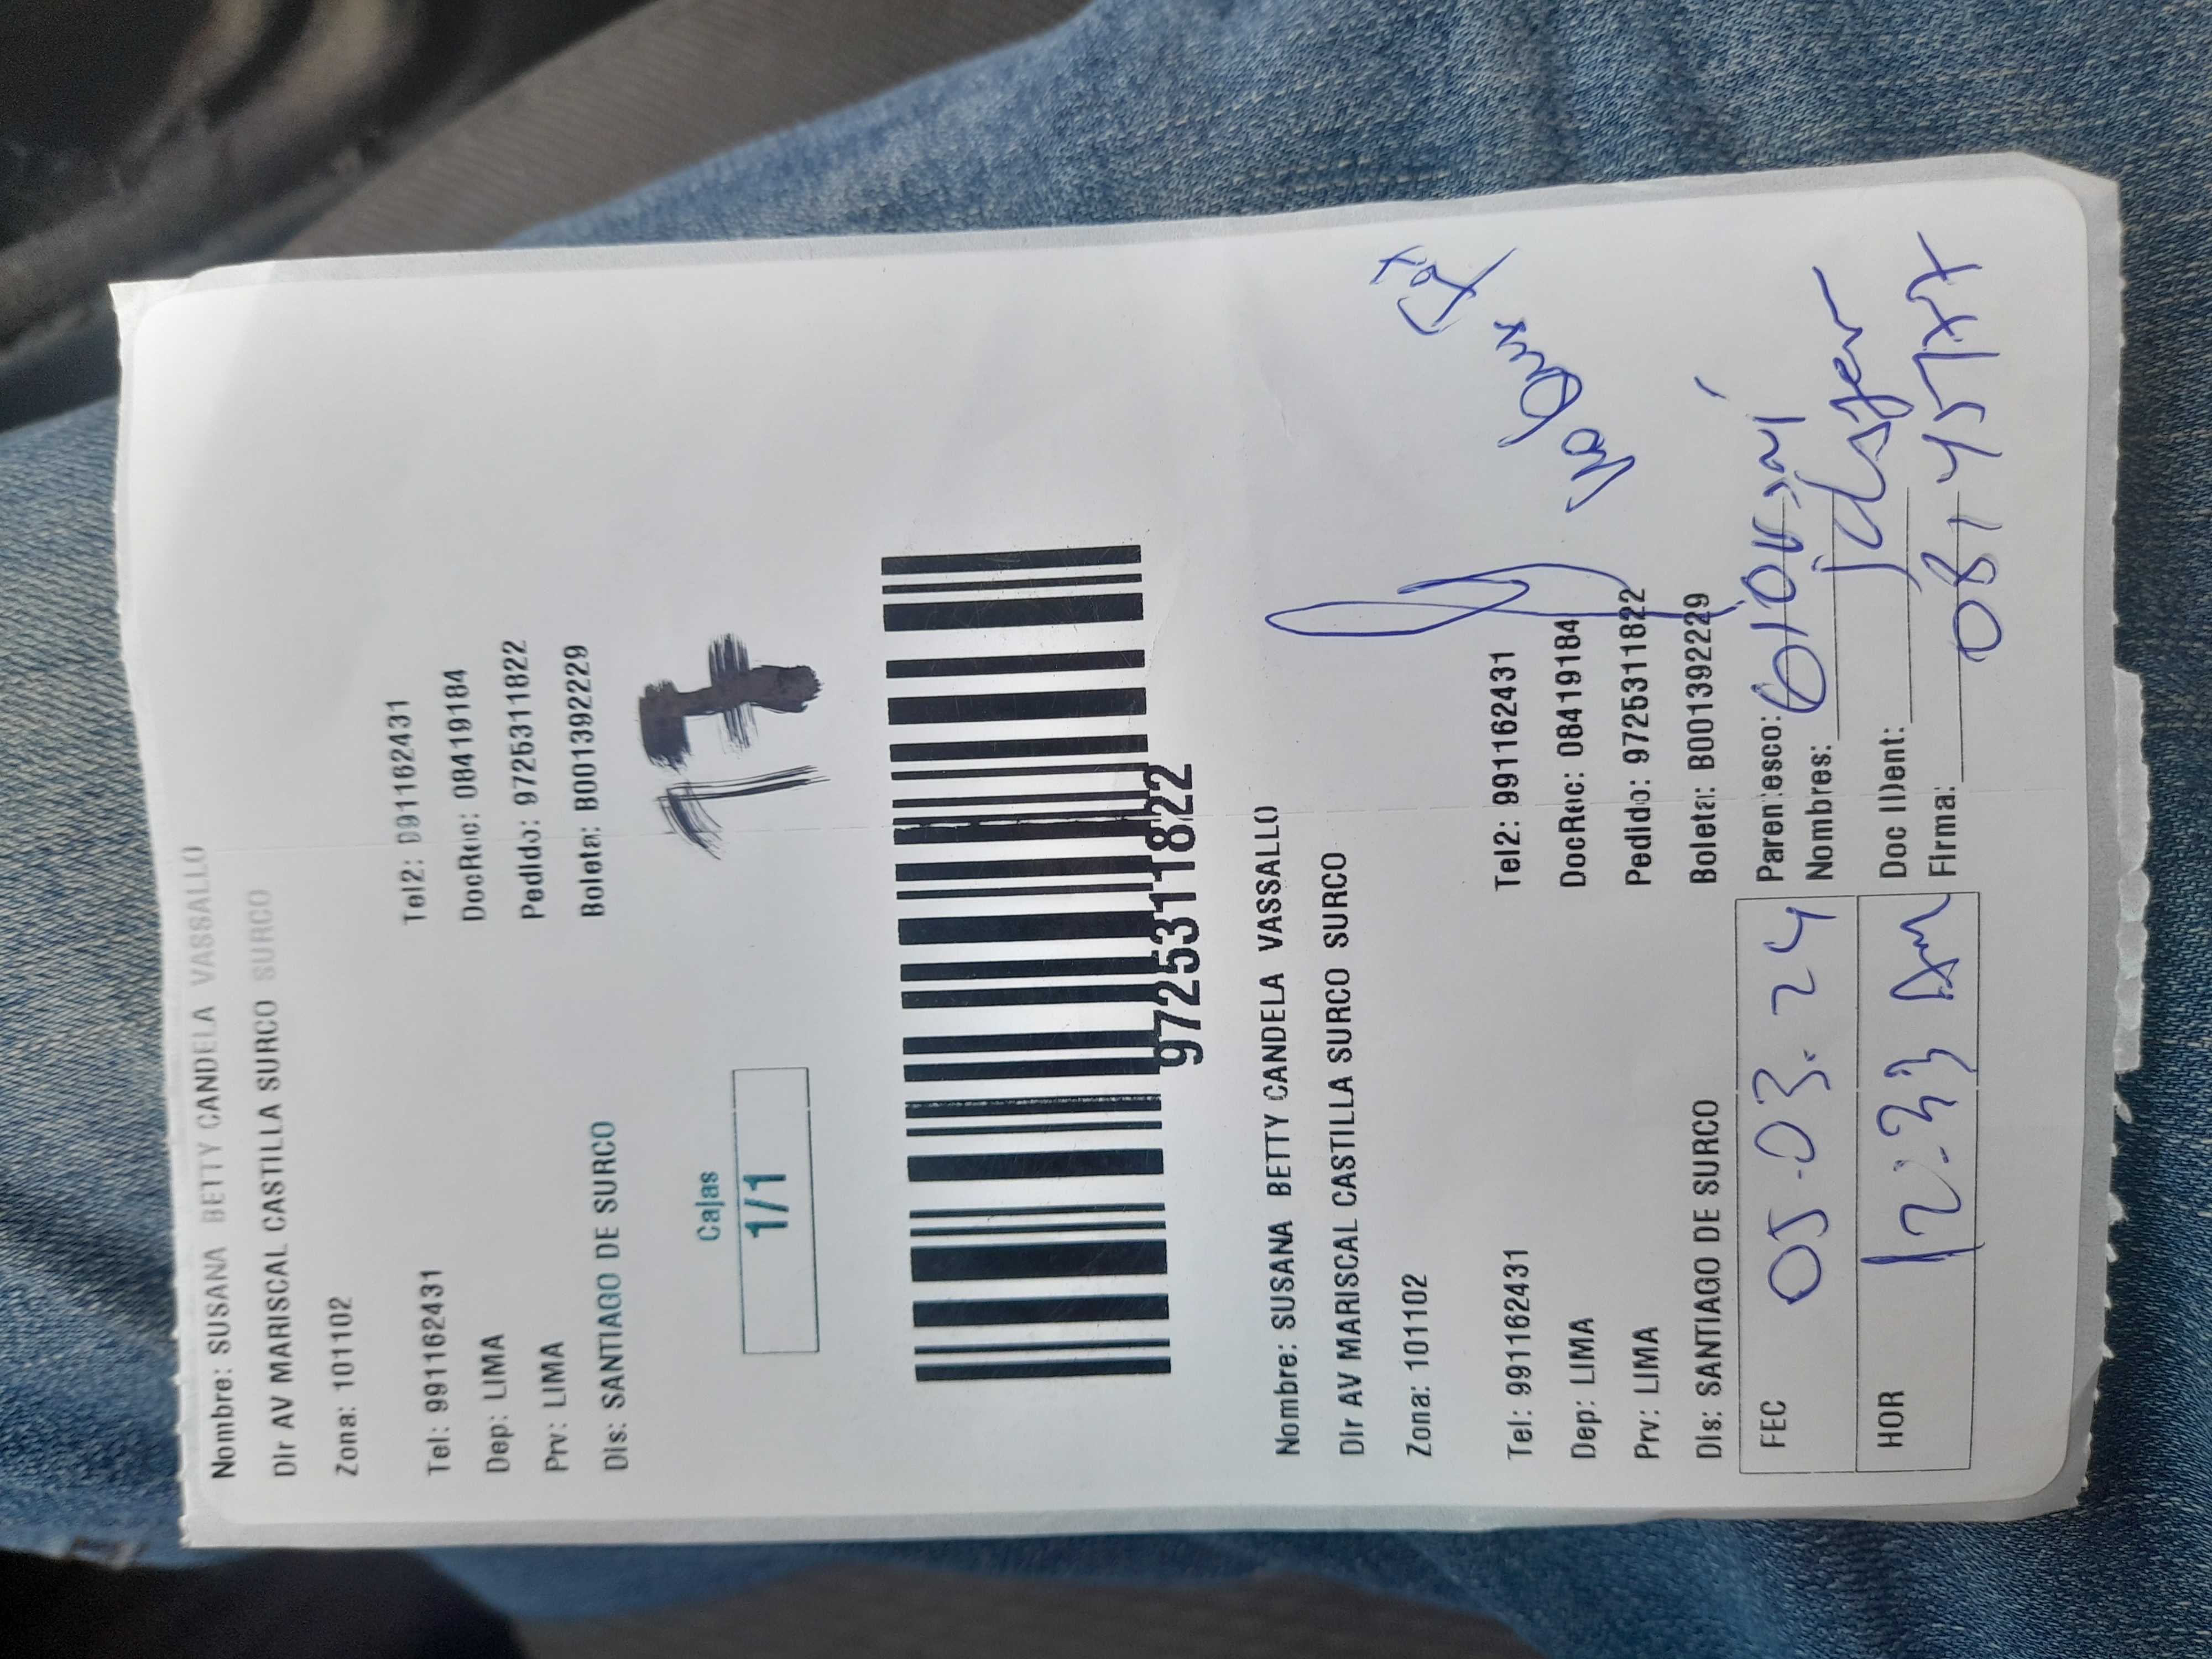 Nombre: SUSANA BETTY CANDELA VASSALLO
Dir AV MARISCAL CASTILLA SURCO SURCO
Zona: 101102
Tel: 991162431 Tel2: 991162431
Dep: LIMA DocRec: 08419184
Prv: LIMA Pedido: 9725311822
Dis: SANTIAGO DE SURCO Boleta: B001392229
Cajas
1/1
17
9725311822
Nombre: SUSANA BETTY CANDELA VASSALLO
Dir AV MARISCAL CASTILLA SURCO SURCO
Zona: 101102
Tel: 991162431 Tel2: 991162431
Dep: LIMA DocRec: 08419184
Prv: LIMA Pedido: 9725311822
Dis: SANTIAGO DE SURCO Boleta: B001392229
FEC 05.03.24 Parentesco:
Nombres:
HOR 12:33 Doc IDent:
Firma: